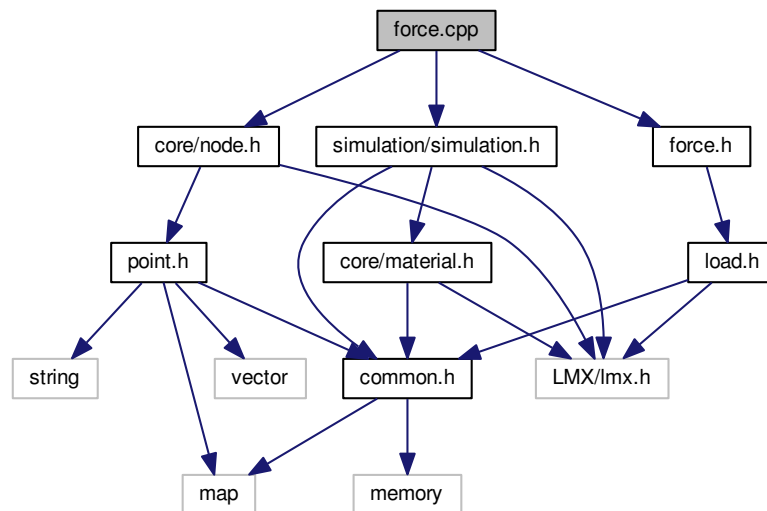 force.cpp
core/node.h
simulation/simulation.h
force.h
point.h
core/material.h
load.h
string
vector
common.h
LMX/lmx.h
map
memory